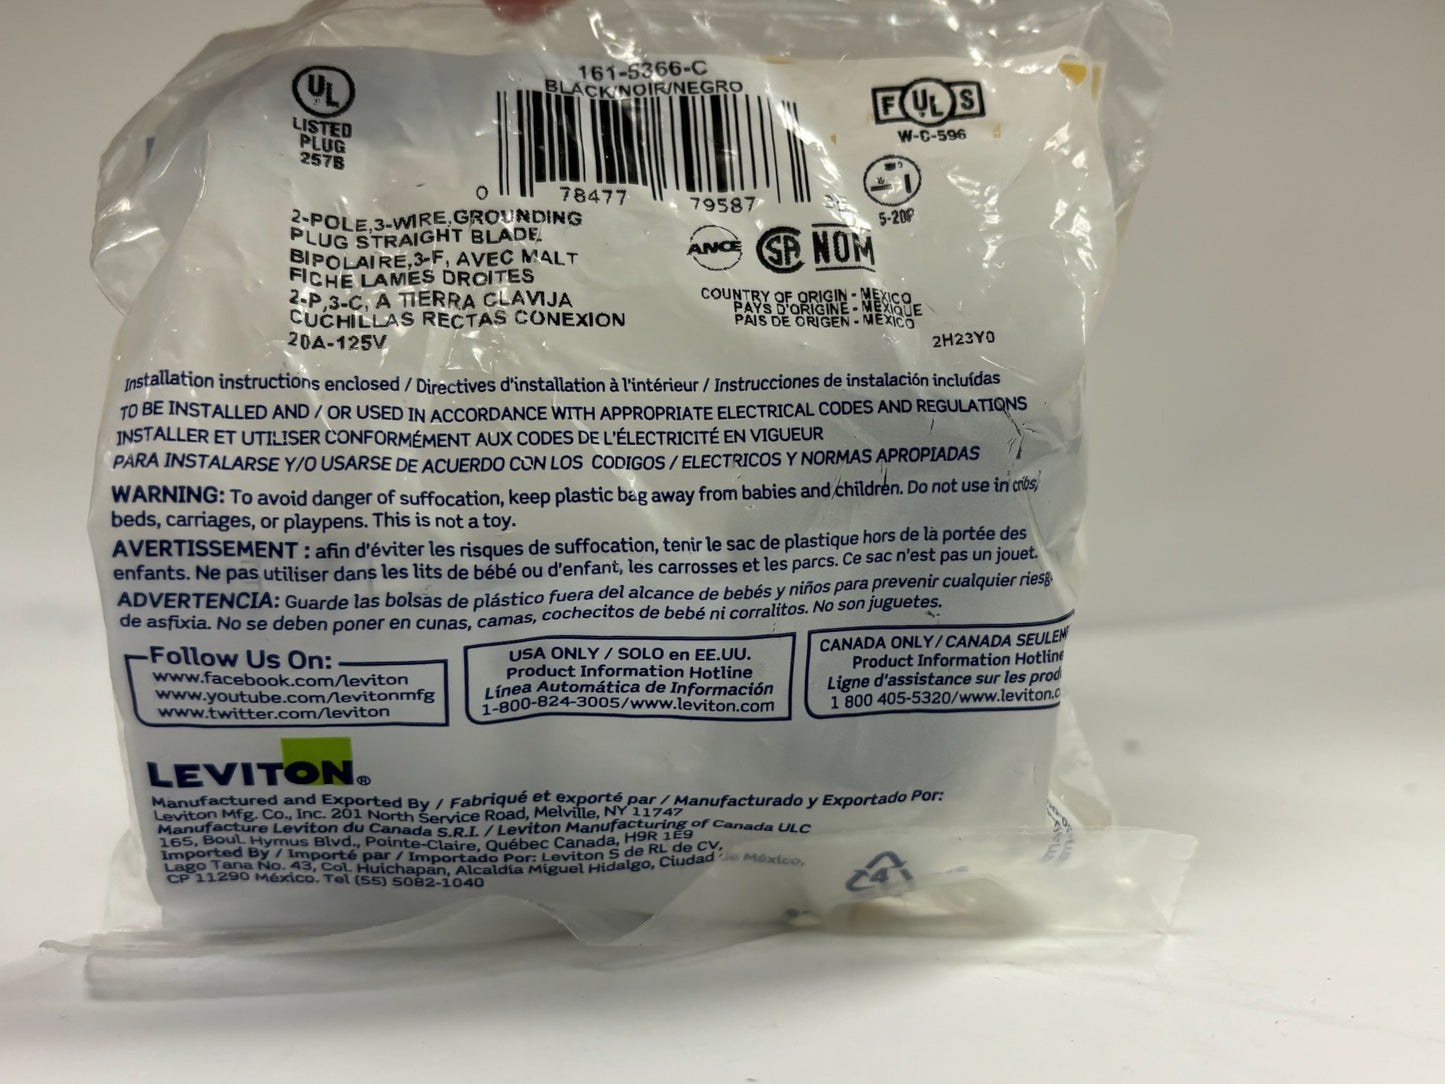 161-5366-C
BLACK/NOIR/NEGRO
UL
LISTED
PLUG
257B
0 78477 79587
F UL S
W-C-596
5-20P
2-POLE,3-WIRE,GROUNDING
PLUG STRAIGHT BLADE.
BIPOLAIRE,3-F, AVEC MALT
FICHE LAMES DROITES
2-P,3-C, A TIERRA CLAVIJA
CUCHILLAS RECTAS CONEXION
20A-125V
ANCE SA NOM
COUNTRY OF ORIGIN - MEXICO
PAYS D'ORIGINE - MEXIQUE
PAIS DE ORIGEN - MEXICO
2H23Y0
Installation instructions enclosed / Directives d'installation à l'intérieur / Instrucciones de instalación incluídas
TO BE INSTALLED AND / OR USED IN ACCORDANCE WITH APPROPRIATE ELECTRICAL CODES AND REGULATIONS
INSTALLER ET UTILISER CONFORMÉMENT AUX CODES DE L'ÉLECTRICITÉ EN VIGUEUR
PARA INSTALARSE Y/O USARSE DE ACUERDO CON LOS CODIGOS / ELECTRICOS Y NORMAS APROPIADAS
WARNING: To avoid danger of suffocation, keep plastic bag away from babies and children. Do not use in cribs,
beds, carriages, or playpens. This is not a toy.
AVERTISSEMENT : afin d'éviter les risques de suffocation, tenir le sac de plastique hors de là portée des
enfants. Ne pas utiliser dans les lits de bébé ou d'enfant, les carrosses et les parcs. Ce sac n'est pas un jouet.
ADVERTENCIA: Guarde las bolsas de plástico fuera del alcance de bebés y niños para prevenir cualquier riesg
de asfixia. No se deben poner en cunas, camas, cochecitos de bebé ni corralitos. No son juguetes.
Follow Us On:
www.facebook.com/leviton
www.youtube.com/levitonmfg
www.twitter.com/leviton
USA ONLY / SOLO en EE.UU.
Product Information Hotline
Línea Automática de Información
1-800-824-3005/www.leviton.com
CANADA ONLY/CANADA SEULEM
Product Information Hotline
Ligne d'assistance sur les prod
1 800 405-5320/www.leviton.c
LEVITON®
Manufactured and Exported By / Fabriqué et exporté par / Manufacturado y Exportado Por:
Leviton Mfg. Co., Inc. 201 North Service Road, Melville, NY 11747
Manufacture Leviton du Canada S.R.I. / Leviton Manufacturing of Canada ULC
165, Boul. Hymus Blvd., Pointe-Claire, Québec Canada, H9R 1E9
Imported By / Importé par / Importado Por: Leviton S de RL de CV,
Lago Tana No. 43, Col. Huichapan, Alcaldía Miguel Hidalgo, Ciudad de México,
CP 11290 México. Tel (55) 5082-1040
4